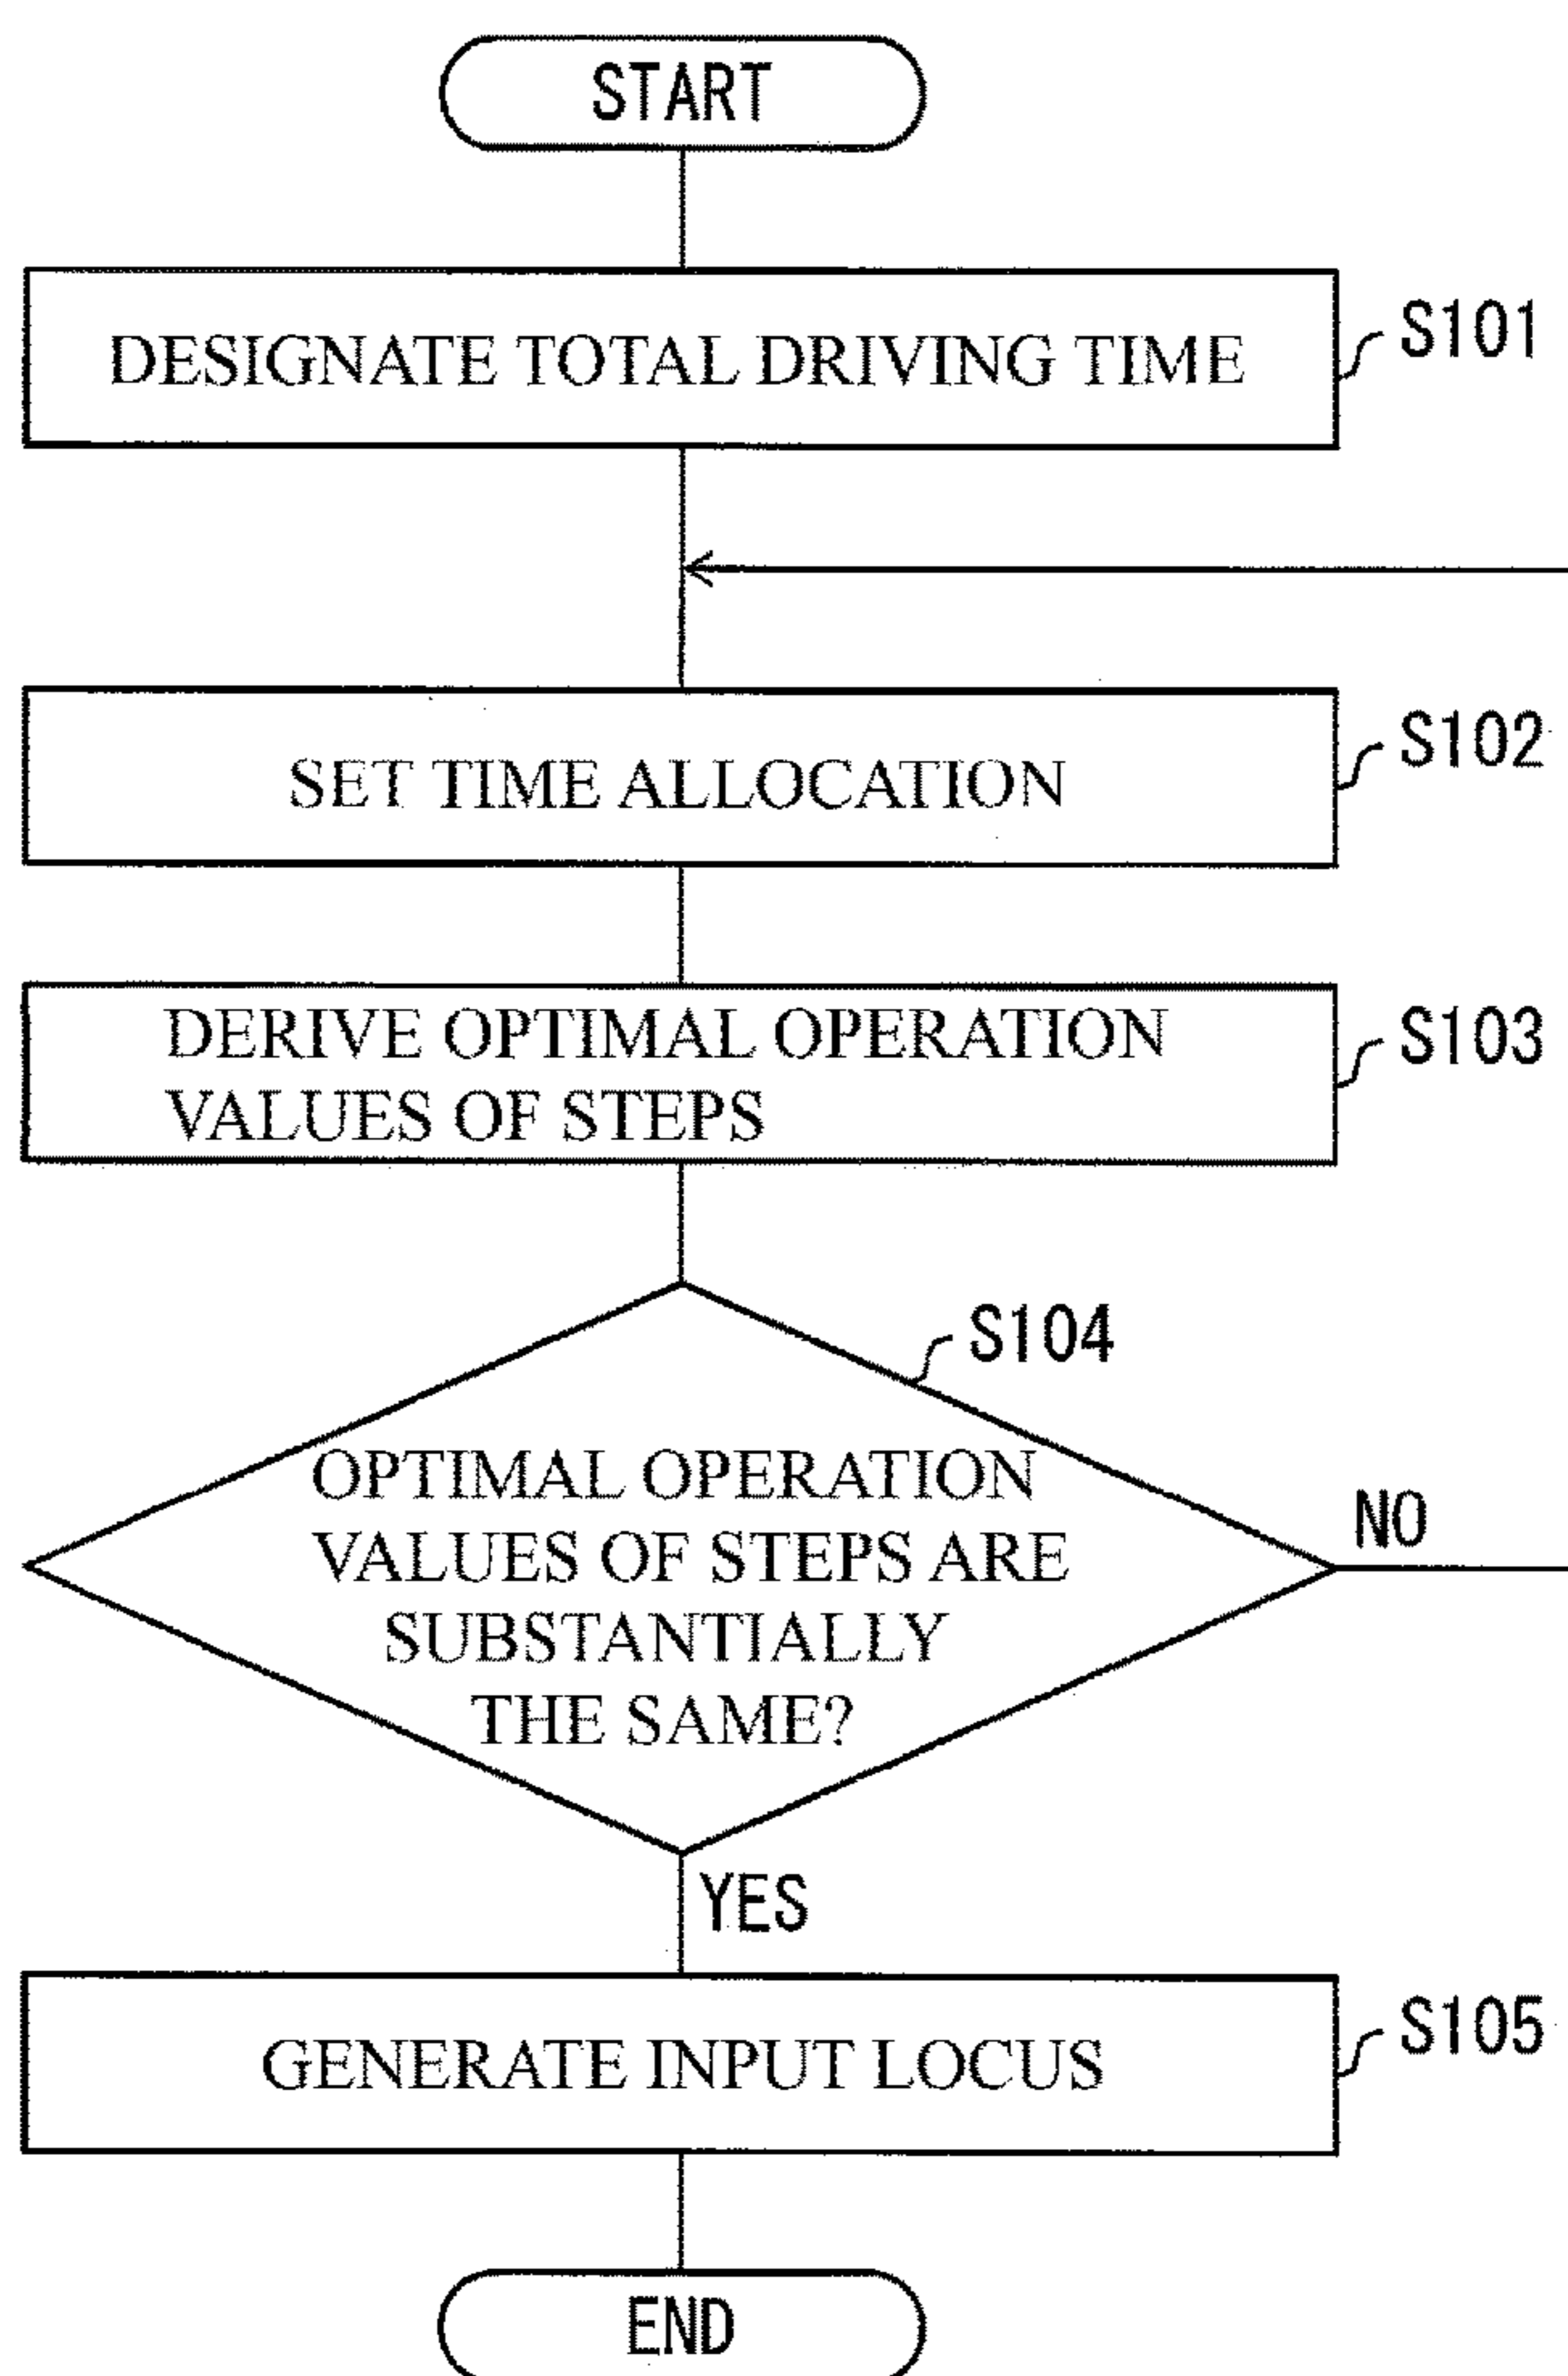 START
DESIGNATE TOTAL DRIVING TIME
S101
SET TIME ALLOCATION
S102
DERIVE OPTIMAL OPERATION
VALUES OF STEPS
S103
S104
OPTIMAL OPERATION
VALUES OF STEPS ARE
SUBSTANTIALLY
THE SAME?
NO
YES
GENERATE INPUT LOCUS
S105
END